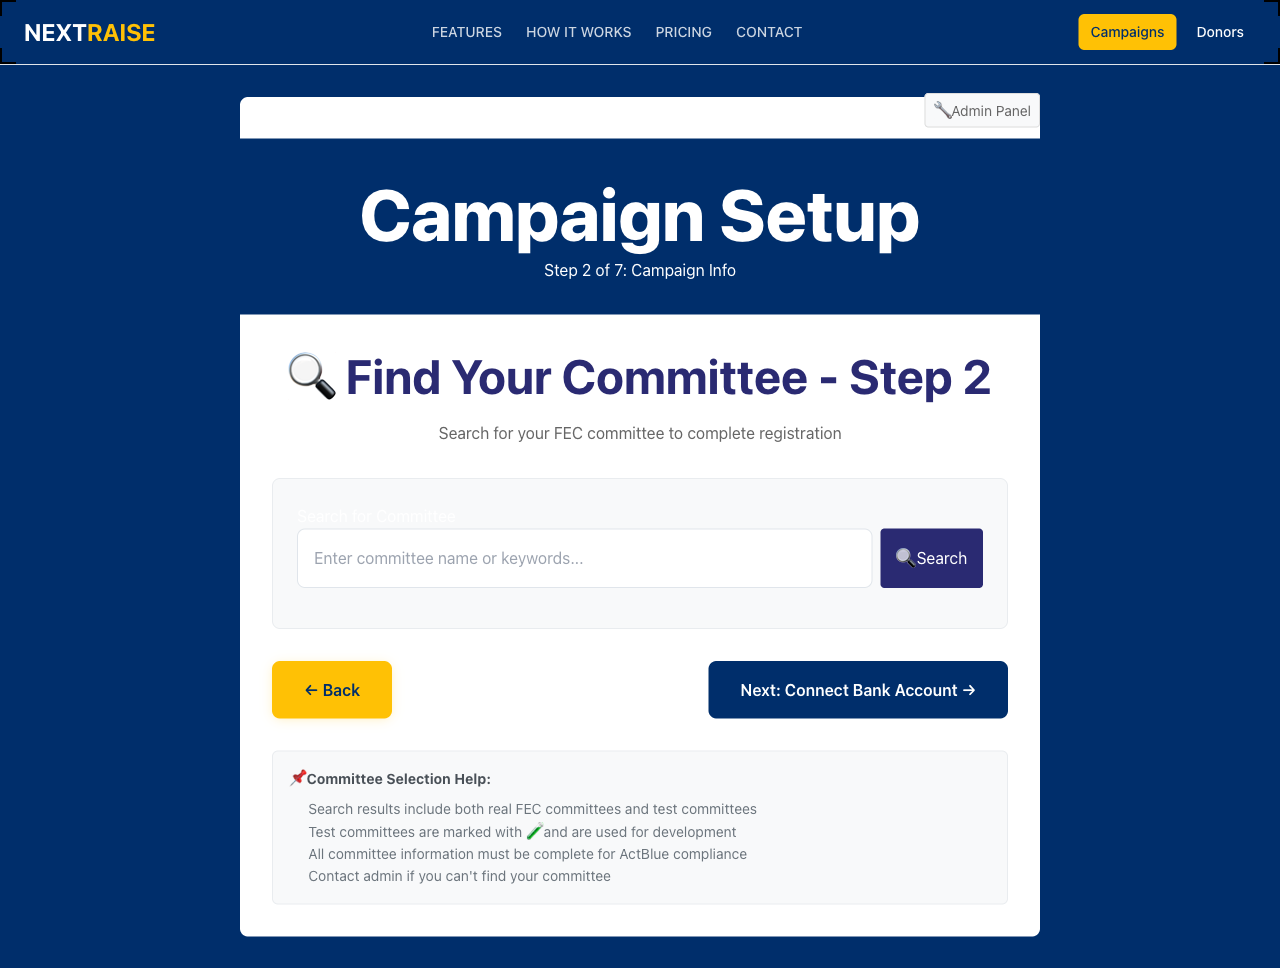 NEXTRAISE
FEATURES HOW IT WORKS PRICING CONTACT
Campaigns Donors
Admin Panel
Campaign Setup
Step 2 of 7: Campaign Info
Find Your Committee - Step 2
Search for your FEC committee to complete registration
Search for Committee
Enter committee name or keywords...
Search
← Back
Next: Connect Bank Account →
Committee Selection Help:
Search results include both real FEC committees and test committees
Test committees are marked with 🧪 and are used for development
All committee information must be complete for ActBlue compliance
Contact admin if you can't find your committee